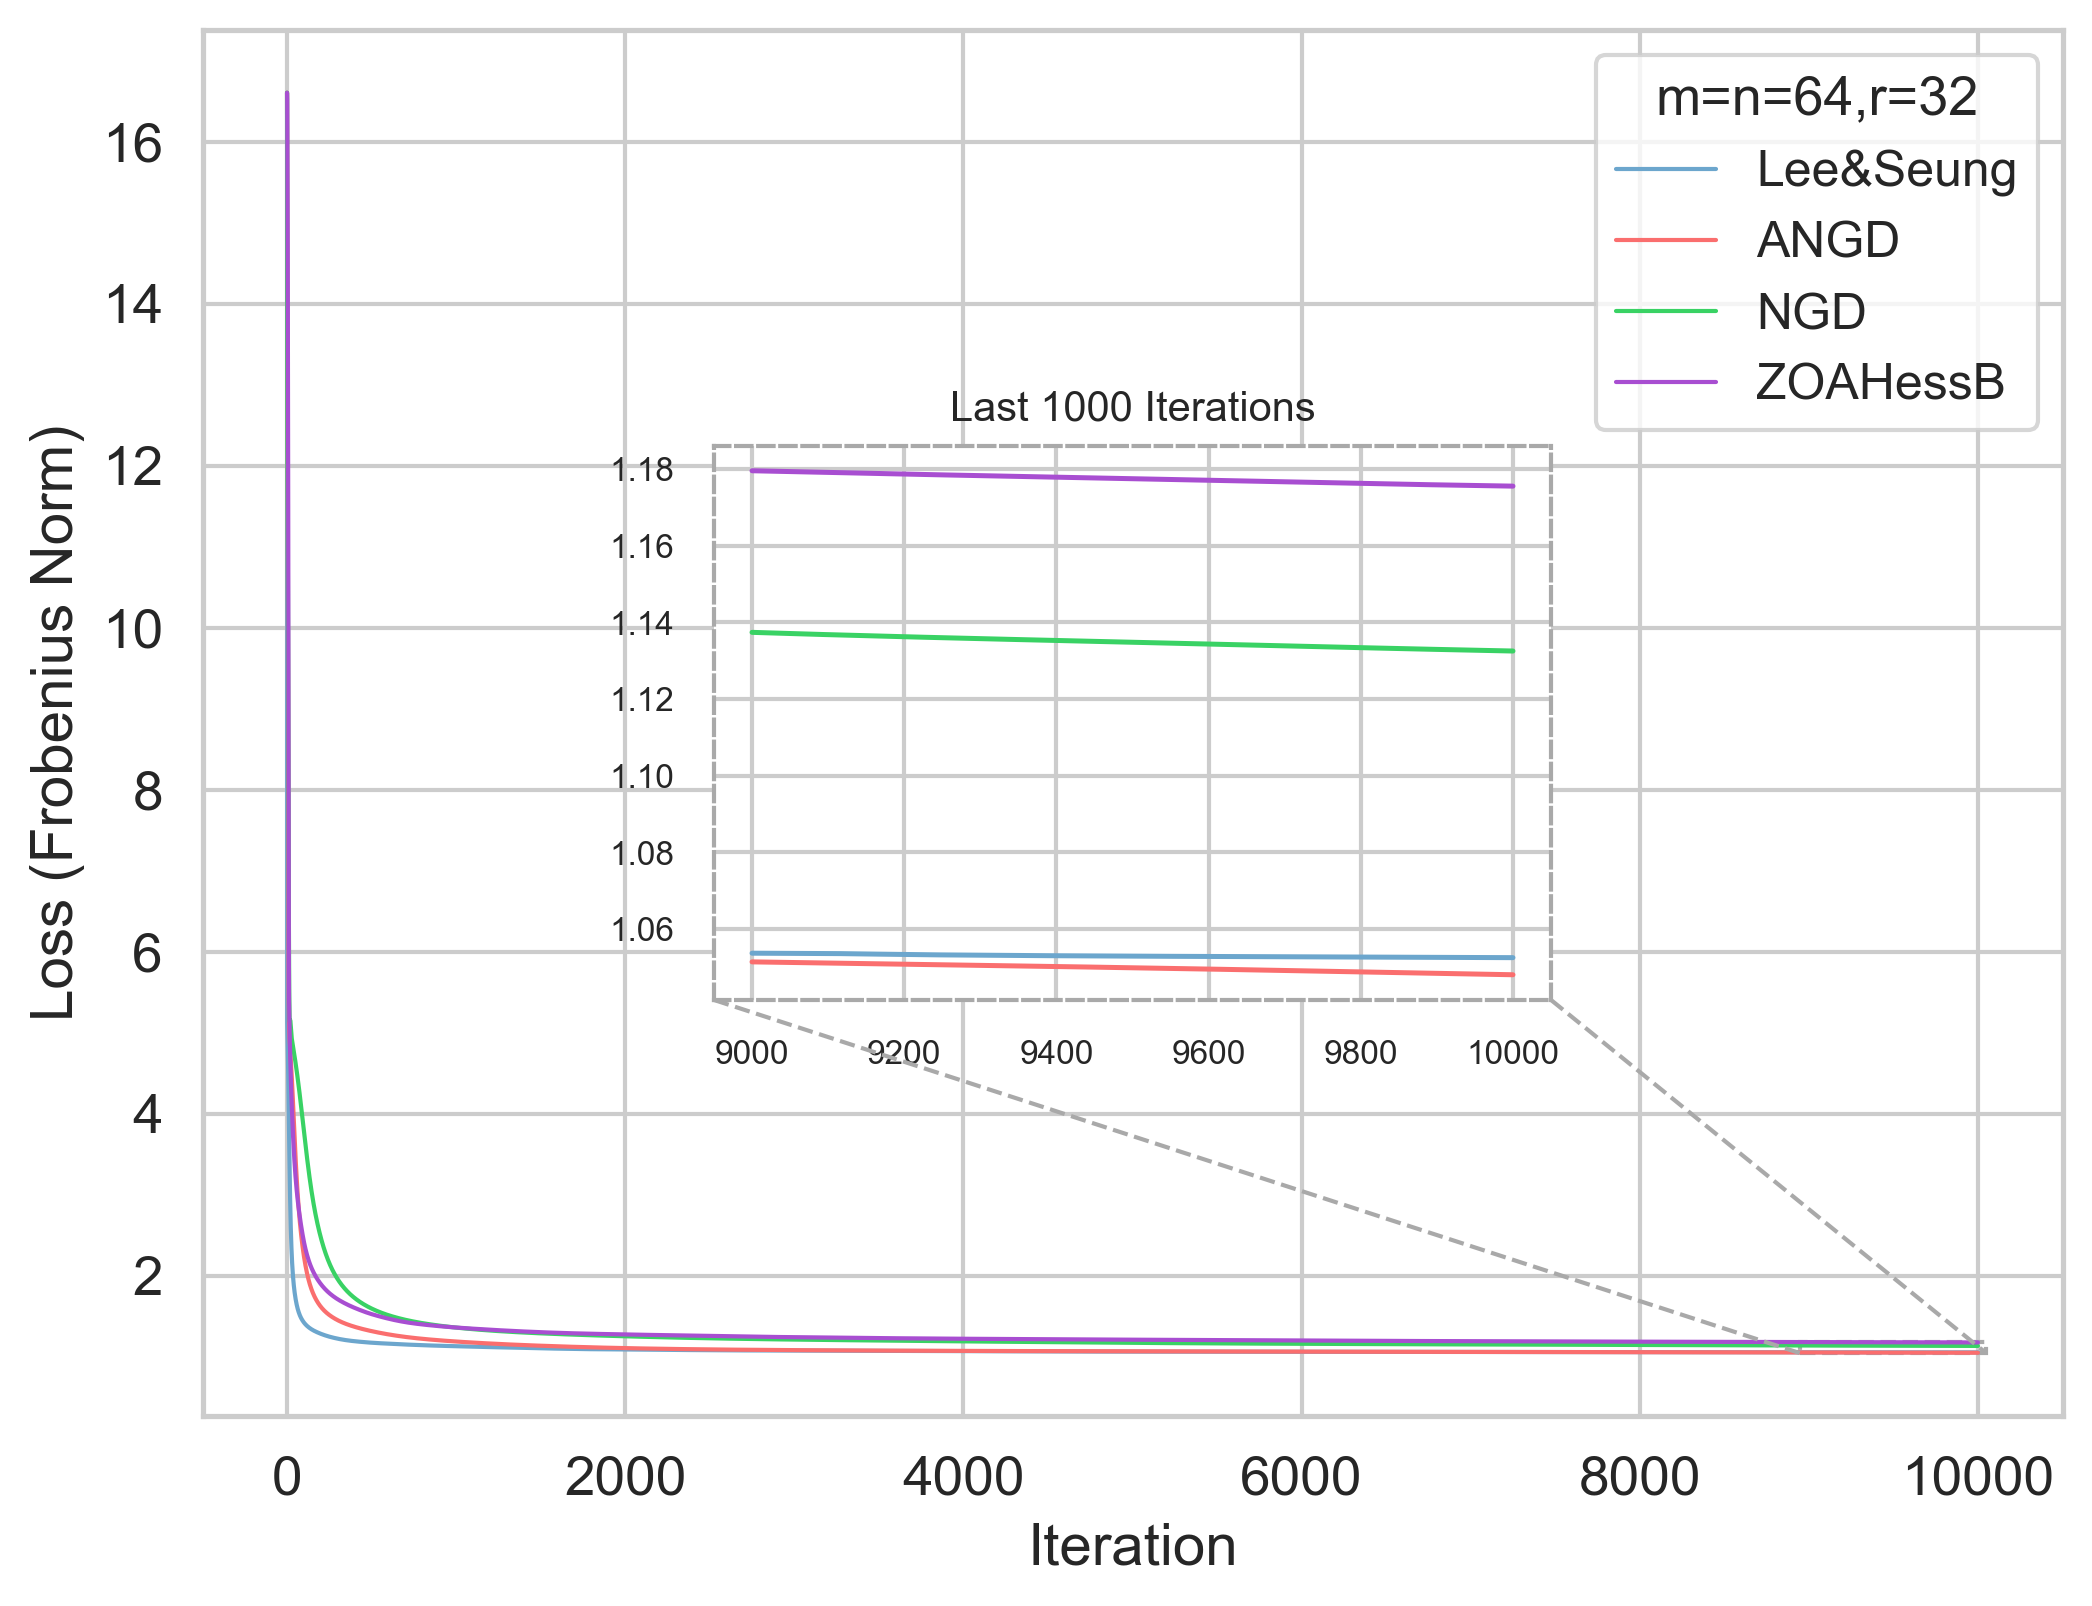 m=n=64,r=32
Lee&Seung
ANGD
NGD
ZOAHessB
Loss (Frobenius Norm)
16
14
12
10
8
6
4
2
Last 1000 Iterations
1.18
1.16
1.14
1.12
1.10
1.08
1.06
9000 9200 9400 9600 9800 10000
0 2000 4000 6000 8000 10000
Iteration